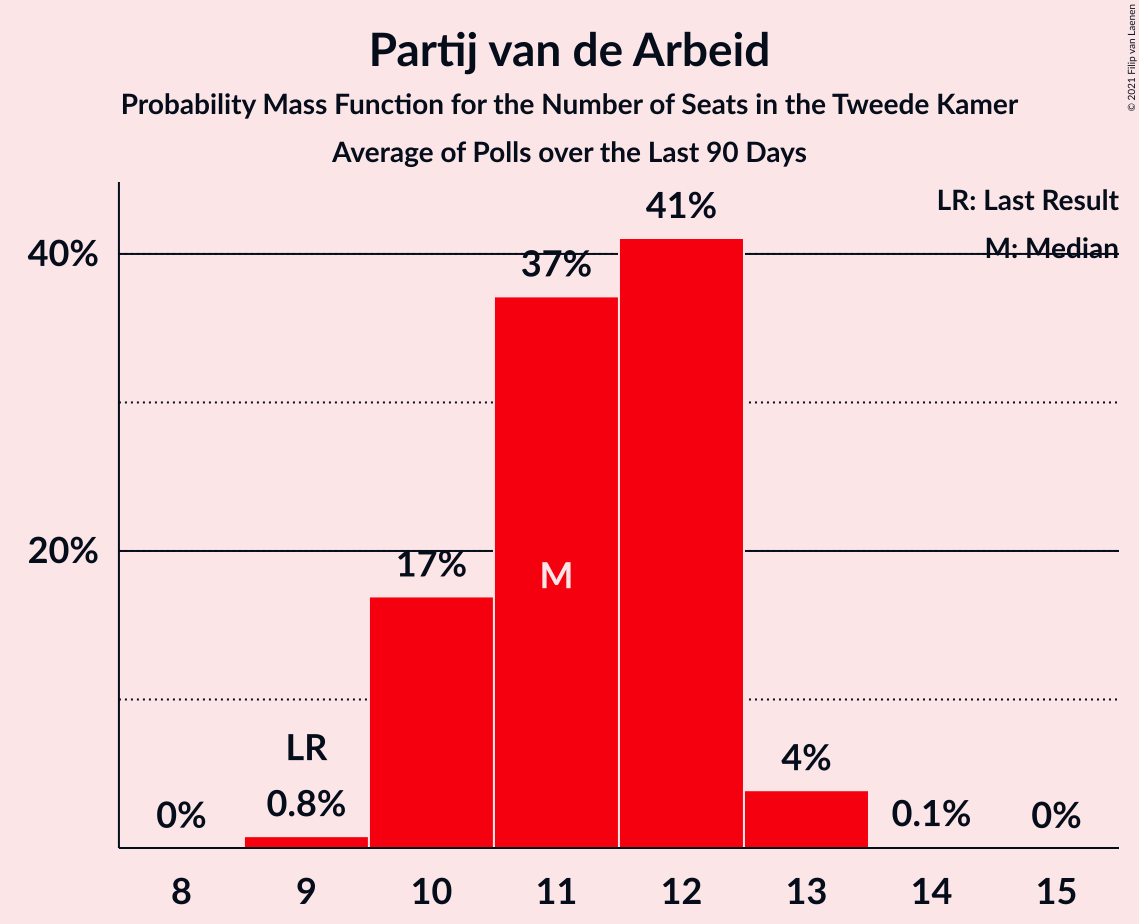 Partij van de Arbeid
Probability Mass Function for the Number of Seats in the Tweede Kamer
Average of Polls over the Last 90 Days
© 2021 Filip van Laenen
LR: Last Result
M: Median
40%
20%
0%
LR
0.8%
17%
37%
M
41%
4%
0.1%
0%
8 9 10 11 12 13 14 15